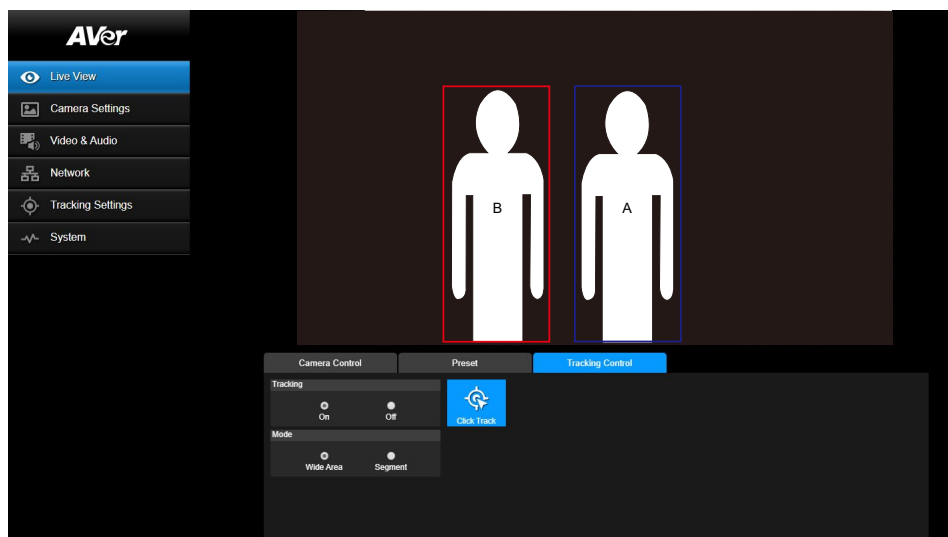 AVer
Live View
Camera Settings
Video & Audio
Network
Tracking Settings
System
B A
Camera Control Preset Tracking Control
Tracking
On Off
Click Track
Mode
Wide Area Segment